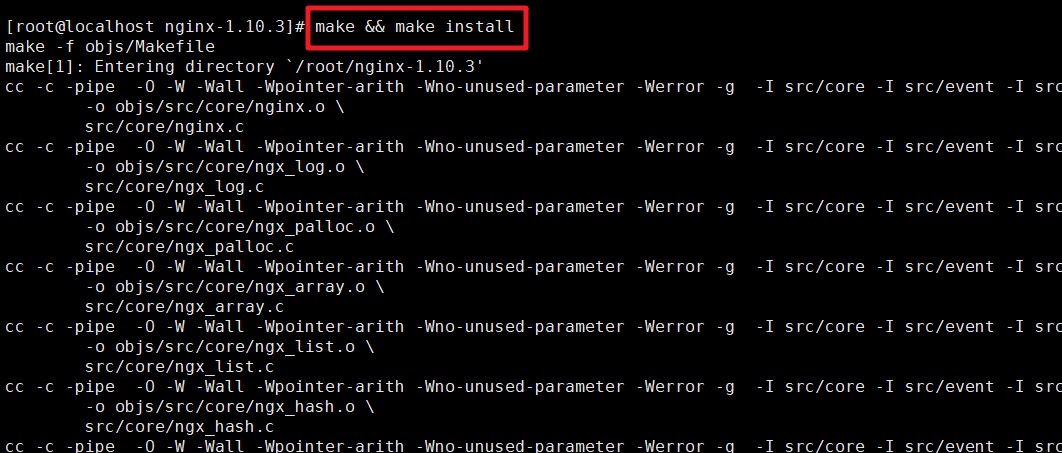 [root@localhost nginx-1.10.3]# make && make install
make -f objs/Makefile
make[1]: Entering directory `/root/nginx-1.10.3'
cc -c -pipe  -O -W -Wall -Wpointer-arith -Wno-unused-parameter -Werror -g  -I src/core -I src/event -I src
        -o objs/src/core/nginx.o \
        src/core/nginx.c
cc -c -pipe  -O -W -Wall -Wpointer-arith -Wno-unused-parameter -Werror -g  -I src/core -I src/event -I src
        -o objs/src/core/ngx_log.o \
        src/core/ngx_log.c
cc -c -pipe  -O -W -Wall -Wpointer-arith -Wno-unused-parameter -Werror -g  -I src/core -I src/event -I src
        -o objs/src/core/ngx_palloc.o \
        src/core/ngx_palloc.c
cc -c -pipe  -O -W -Wall -Wpointer-arith -Wno-unused-parameter -Werror -g  -I src/core -I src/event -I src
        -o objs/src/core/ngx_array.o \
        src/core/ngx_array.c
cc -c -pipe  -O -W -Wall -Wpointer-arith -Wno-unused-parameter -Werror -g  -I src/core -I src/event -I src
        -o objs/src/core/ngx_list.o \
        src/core/ngx_list.c
cc -c -pipe  -O -W -Wall -Wpointer-arith -Wno-unused-parameter -Werror -g  -I src/core -I src/event -I src
        -o objs/src/core/ngx_hash.o \
        src/core/ngx_hash.c
cc -c -pipe  -O -W -Wall -Wpointer-arith -Wno-unused-parameter -Werror -g  -I src/core -I src/event -I src